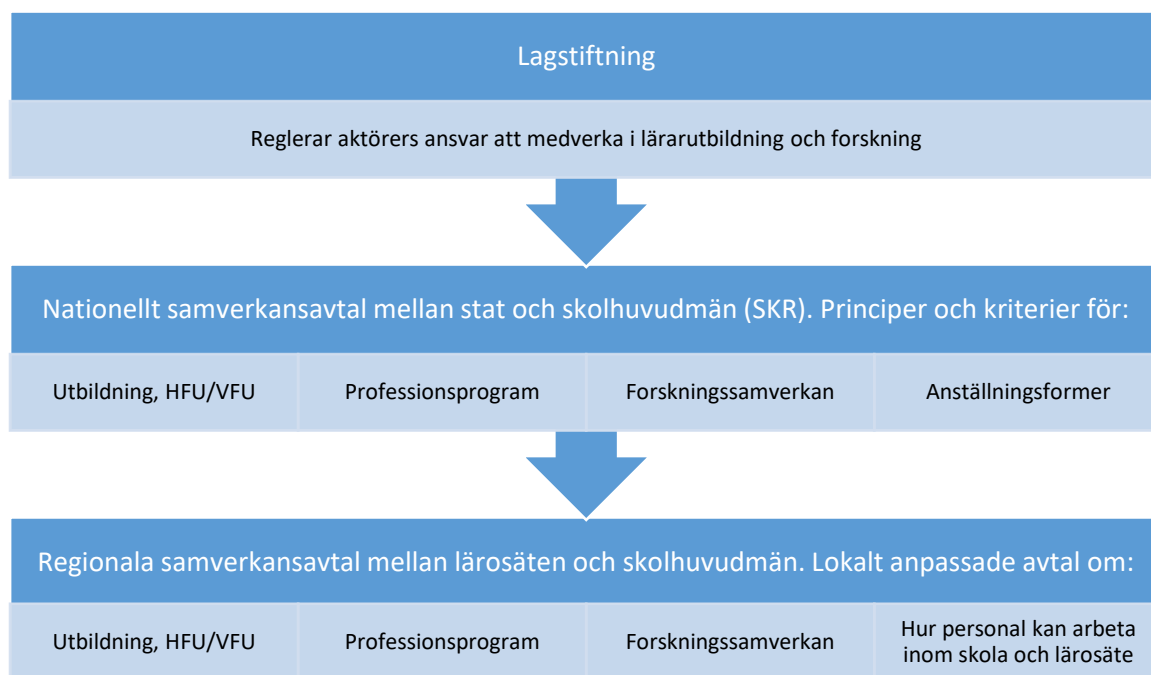 Lagstiftning
Reglerar aktörers ansvar att medverka i lärarutbildning och forskning
Nationellt samverkansavtal mellan stat och skolhuvudmän (SKR). Principer och kriterier för:
Utbildning, HFU/VFU
Professionsprogram
Forskningssamverkan
Anställningsformer
Regionala samverkansavtal mellan lärosäten och skolhuvudmän. Lokalt anpassade avtal om:
Utbildning, HFU/VFU
Professionsprogram
Forskningssamverkan
Hur personal kan arbeta
inom skola och lärosäte